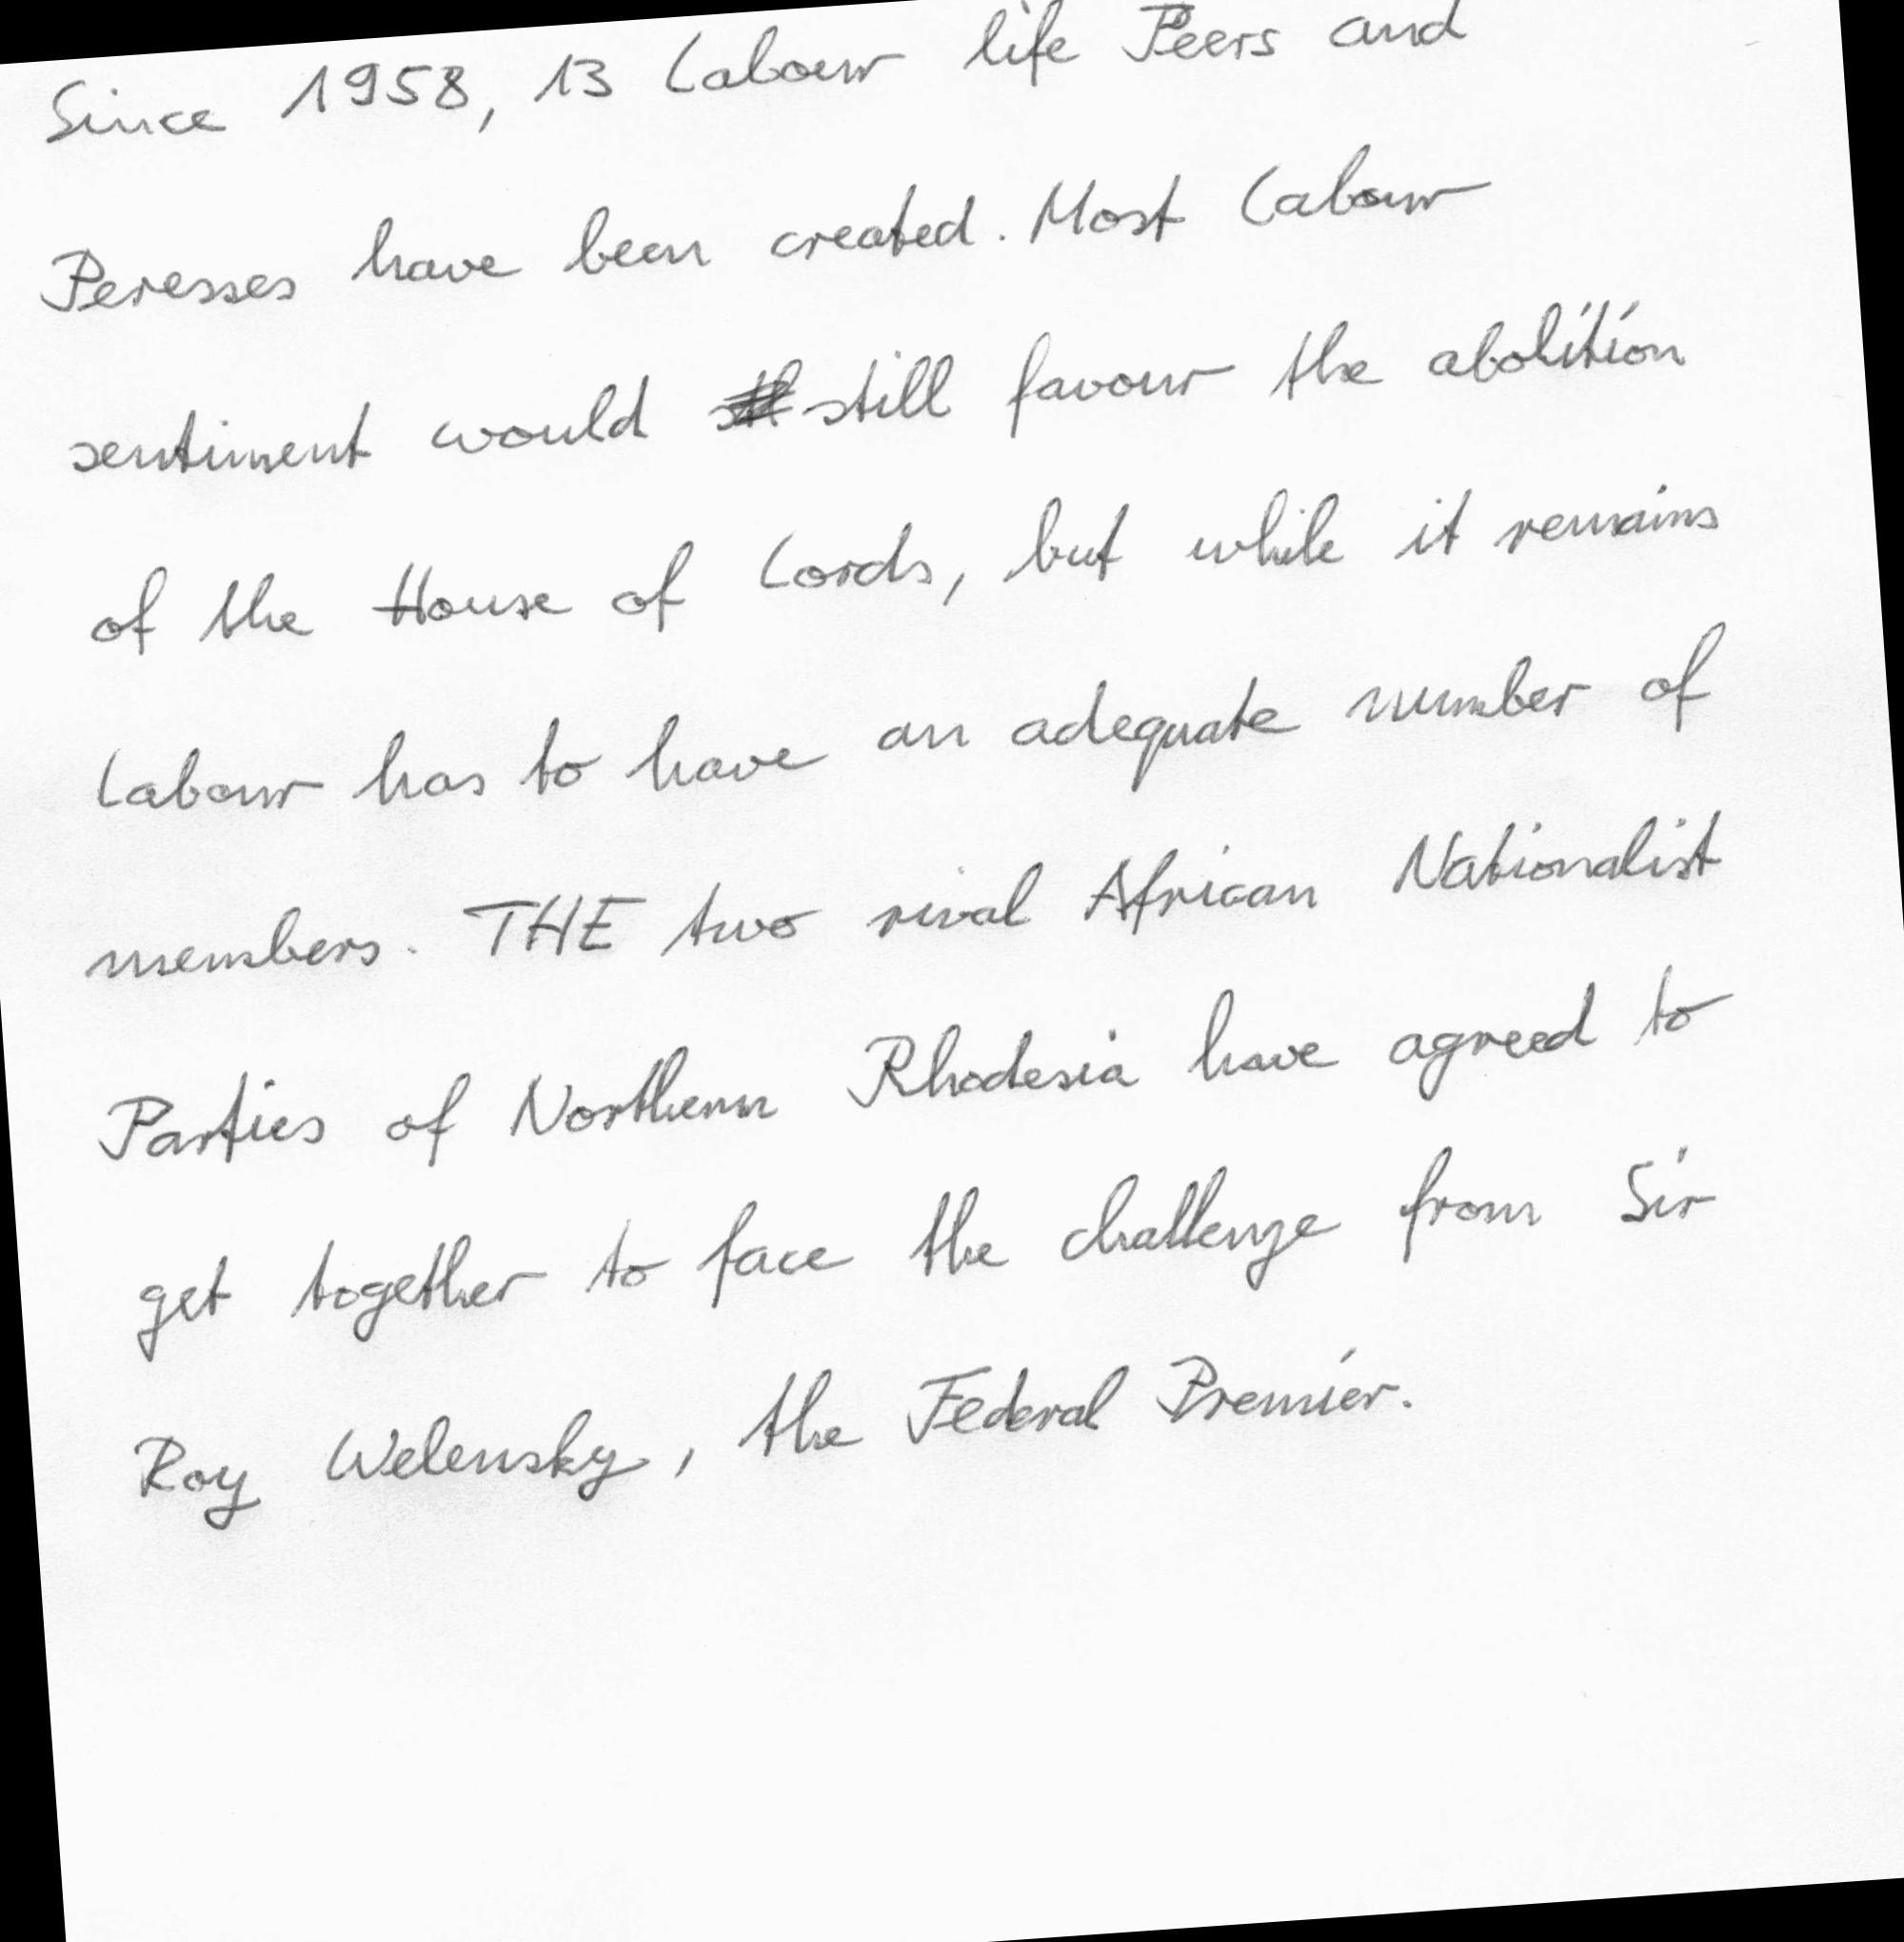 Since 1958, 13 Labour life Peers and
Peresses have been created. Most Labour
sentiment would still favour the abolition
of the House of Lords, but while it remains
Labour has to have an adequate number of
members. THE two rival African Nationalist
Parties of Northern Rhodesia have agreed to
get together to face the challenge from Sir
Roy Welensky, the Federal Premier.